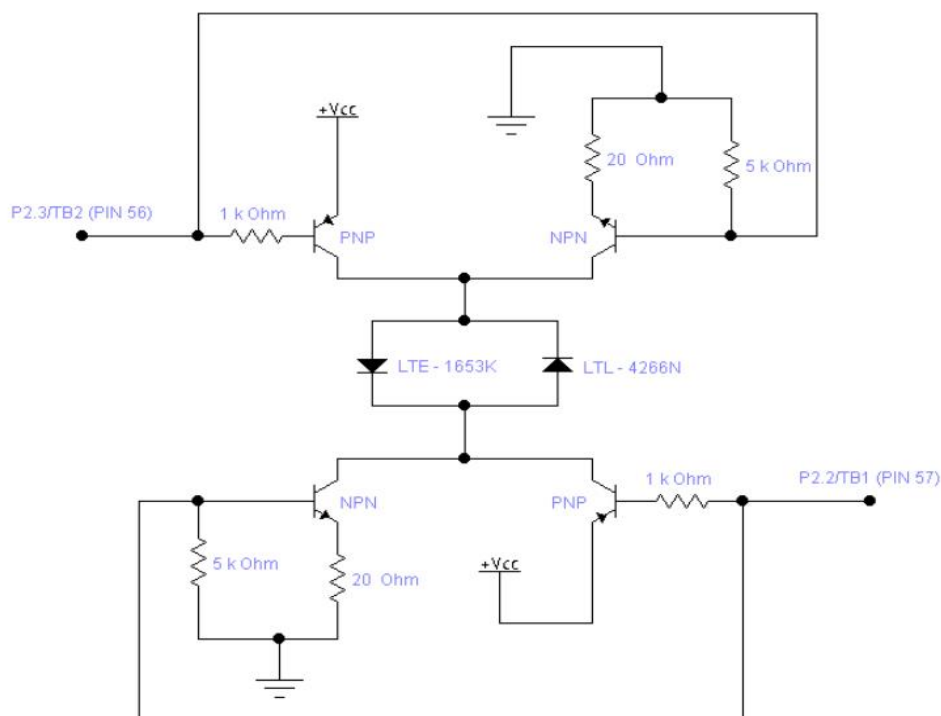 +Vcc
20 Ohm
5 k Ohm
P2.3/TB2 (PIN 56)
1 k Ohm
PNP
NPN
LTE - 1653K
LTL - 4266N
1 k Ohm
P2.2/TB1 (PIN 57)
NPN
PNP
5 k Ohm
20 Ohm
+Vcc